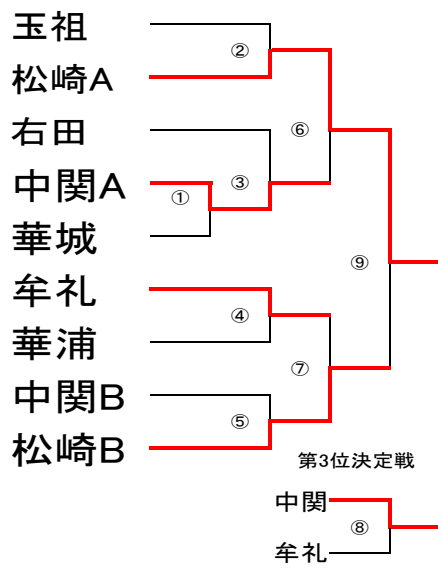 玉祖
②
松崎A
⑥
右田
③
中関A
①
華城
⑨
牟礼
④
華浦
⑦
中関B
⑤
松崎B
第3位決定戦
中関
⑧
牟礼